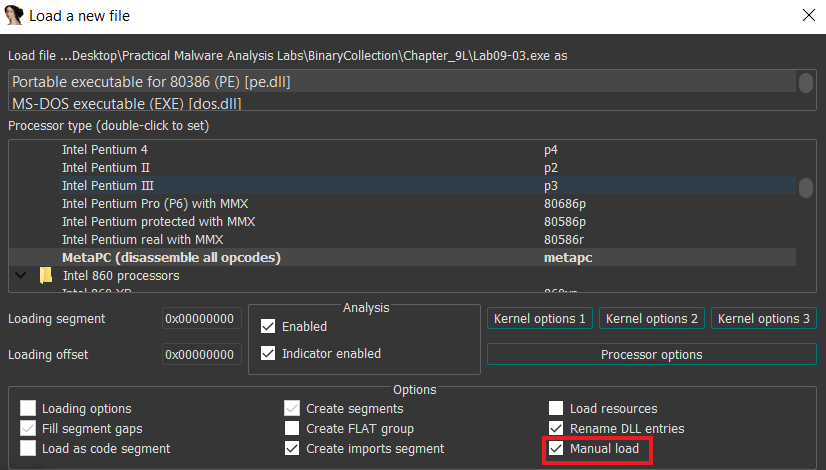 Load a new file
Load file ...Desktop\Practical Malware Analysis Labs\BinaryCollection\Chapter_9L\Lab09-03.exe as
Portable executable for 80386 (PE) [pe.dll]
MS-DOS executable (EXE) [dos.dll]
Processor type (double-click to set)
Intel Pentium 4 p4
Intel Pentium II p2
Intel Pentium III p3
Intel Pentium Pro (P6) with MMX 80686p
Intel Pentium protected with MMX 80586p
Intel Pentium real with MMX 80586r
MetaPC (disassemble all opcodes) metapc
Intel 860 processors
Intel 860 XR 860xr
Analysis
Loading segment 0x00000000 Enabled Kernel options 1 Kernel options 2 Kernel options 3
Loading offset 0x00000000 Indicator enabled Processor options
Options
Loading options Create segments Load resources
Fill segment gaps Create FLAT group Rename DLL entries
Load as code segment Create imports segment Manual load